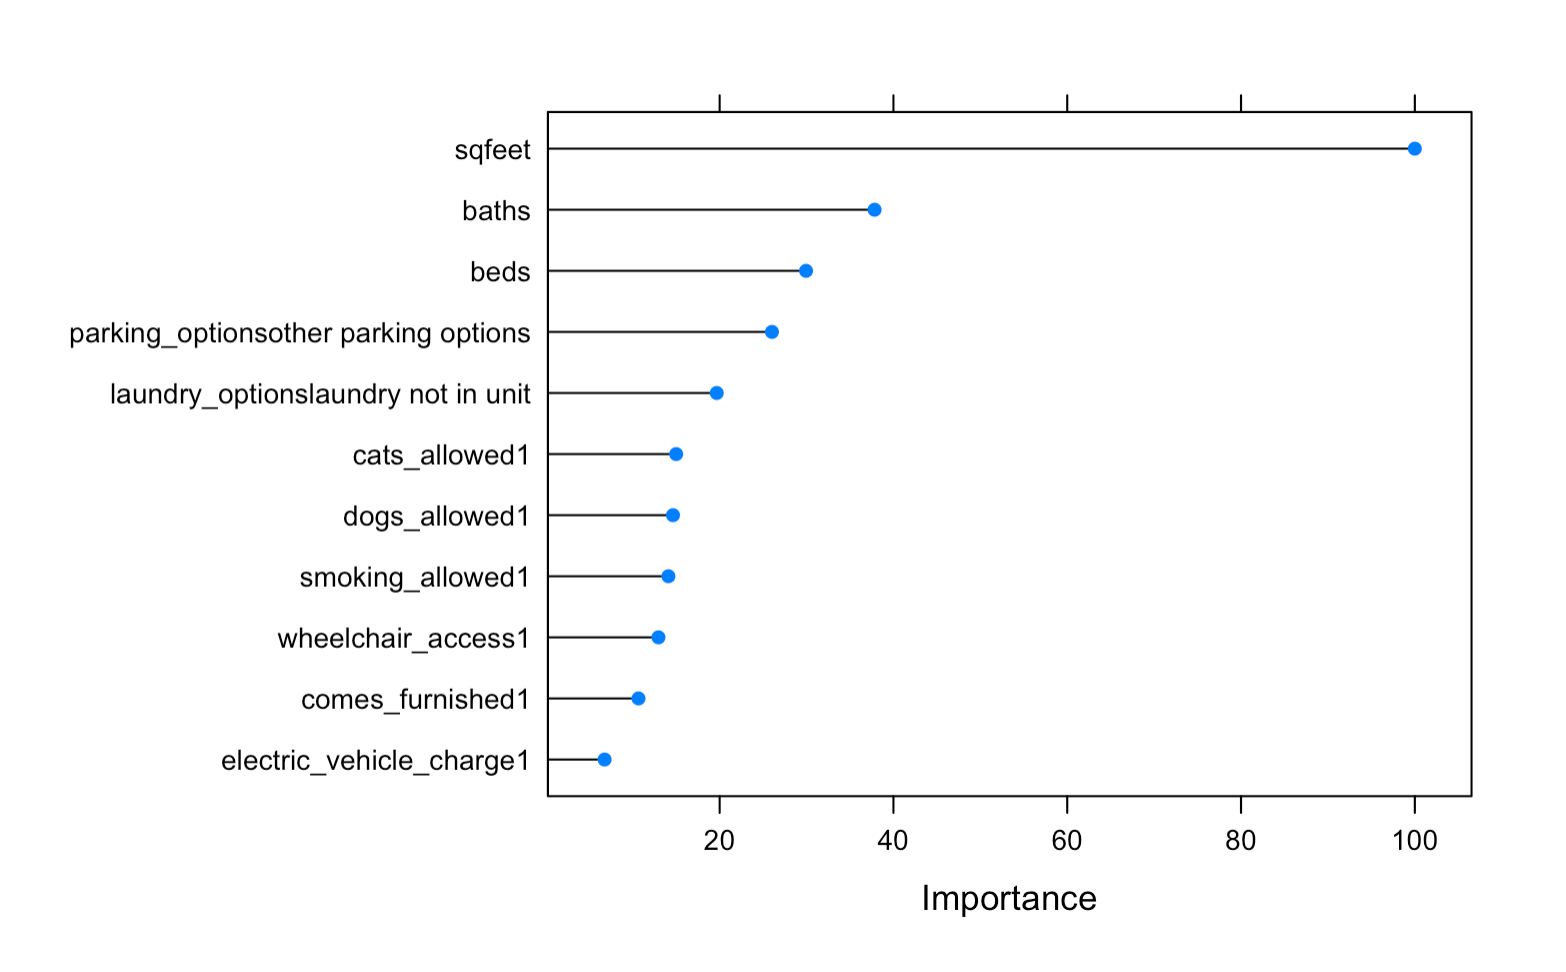 sqfeet
baths
beds
parking_optionsother parking options
laundry_optionslaundry not in unit
cats_allowed1
dogs_allowed1
smoking_allowed1
wheelchair_access1
comes_furnished1
electric_vehicle_charge1
20 40 60 80 100
Importance